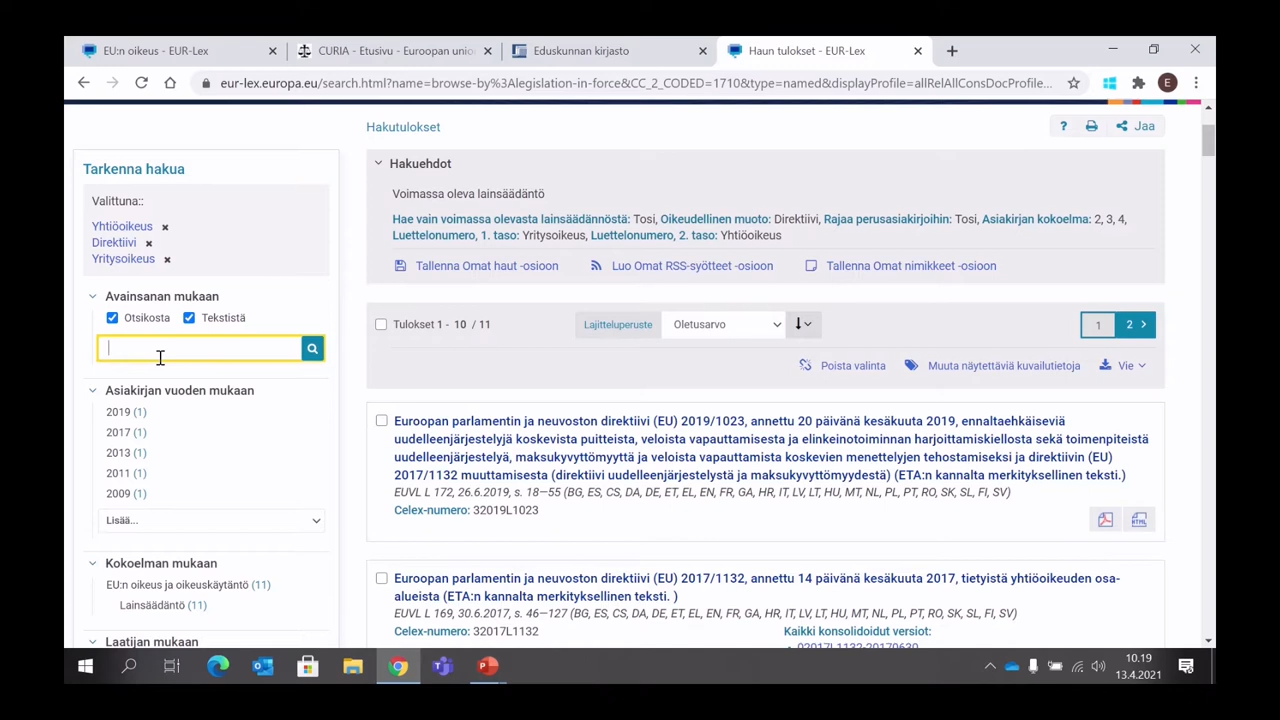 EU:n oikeus - EUR-Lex
CURIA - Etusivu - Euroopan unio
Eduskunnan kirjasto
Haun tulokset - EUR-Lex
eur-lex.europa.eu/search.html?name=browse-by%3Alegislation-in-force&CC_2_CODED=1710&type=named&displayProfile=allRelAllConsDocProfile...
E
Hakutulokset
? Jaa
Tarkenna hakua
Valittuna::
Yhtiöoikeus
Direktiivi
Yritysoikeus
Avainsanan mukaan
Otsikosta Tekstistä
Asiakirjan vuoden mukaan
2019 (1)
2017 (1)
2013 (1)
2011 (1)
2009 (1)
Lisää...
Kokoelman mukaan
EU:n oikeus ja oikeuskäytäntö (11)
Lainsäädäntö (11)
Laatijan mukaan
Hakuehdot
Voimassa oleva lainsäädäntö
Hae vain voimassa olevasta lainsäädännöstä: Tosi, Oikeudellinen muoto: Direktiivi, Rajaa perusasiakirjoihin: Tosi, Asiakirjan kokoelma: 2, 3, 4,
Luettelonumero, 1. taso: Yritysoikeus, Luettelonumero, 2. taso: Yhtiöoikeus
Tallenna Omat haut -osioon Luo Omat RSS-syötteet -osioon Tallenna Omat nimikkeet -osioon
Tulokset 1 - 10 / 11 Lajitteluperuste Oletusarvo 1 2
Poista valinta Muuta näytettäviä kuvailutietoja Vie
Euroopan parlamentin ja neuvoston direktiivi (EU) 2019/1023, annettu 20 päivänä kesäkuuta 2019, ennaltaehkäiseviä
uudelleenjärjestelyjä koskevista puitteista, veloista vapauttamisesta ja elinkeinotoiminnan harjoittamiskiellosta sekä toimenpiteistä
uudelleenjärjestelyä, maksukyvyttömyyttä ja veloista vapauttamista koskevien menettelyjen tehostamiseksi ja direktiivin (EU)
2017/1132 muuttamisesta (direktiivi uudelleenjärjestelystä ja maksukyvyttömyydestä) (ETA:n kannalta merkityksellinen teksti.)
EUVL L 172, 26.6.2019, s. 18—55 (BG, ES, CS, DA, DE, ET, EL, EN, FR, GA, HR, IT, LV, LT, HU, MT, NL, PL, PT, RO, SK, SL, FI, SV)
Celex-numero: 32019L1023
HTML
Euroopan parlamentin ja neuvoston direktiivi (EU) 2017/1132, annettu 14 päivänä kesäkuuta 2017, tietyistä yhtiöoikeuden osa-
alueista (ETA:n kannalta merkityksellinen teksti. )
EUVL L 169, 30.6.2017, s. 46—127 (BG, ES, CS, DA, DE, ET, EL, EN, FR, GA, HR, IT, LV, LT, HU, MT, NL, PL, PT, RO, SK, SL, FI, SV)
Celex-numero: 32017L1132 Kaikki konsolidoidut versiot:
02017L1132-20170630
10.19
13.4.2021